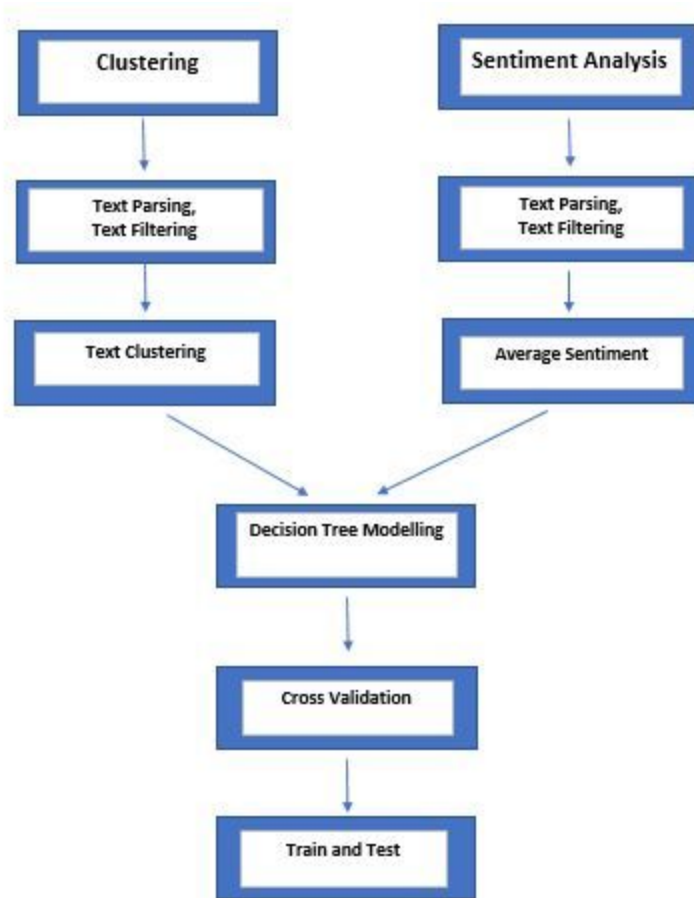 Clustering
Sentiment Analysis
Text Parsing,
Text Filtering
Text Parsing,
Text Filtering
Text Clustering
Average Sentiment
Decision Tree Modelling
Cross Validation
Train and Test